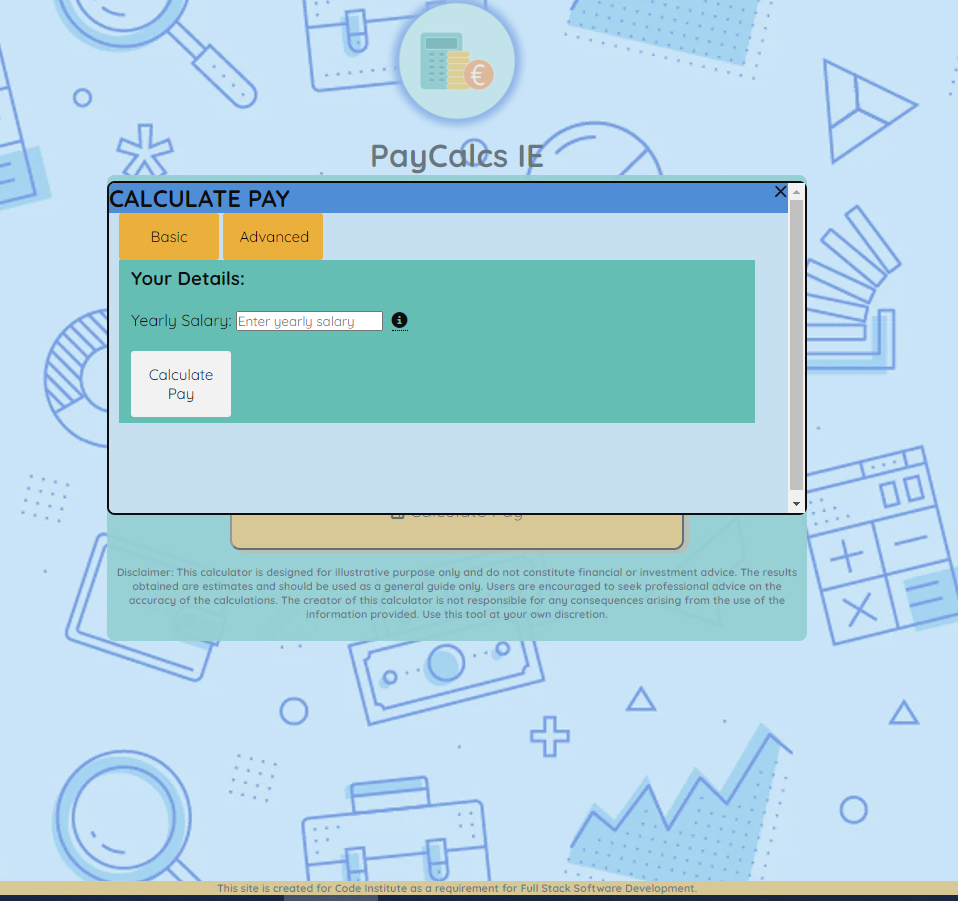 €
PayCalcs IE
CALCULATE PAY
Basic Advanced
Your Details:
Yearly Salary: Enter yearly salary
Calculate
Pay
Calculate Pay
Disclaimer: This calculator is designed for illustrative purpose only and do not constitute financial or investment advice. The results
obtained are estimates and should be used as a general guide only. Users are encouraged to seek professional advice on the
accuracy of the calculations. The creator of this calculator is not responsible for any consequences arising from the use of the
information provided. Use this tool at your own discretion.
This site is created for Code Institute as a requirement for Full Stack Software Development.